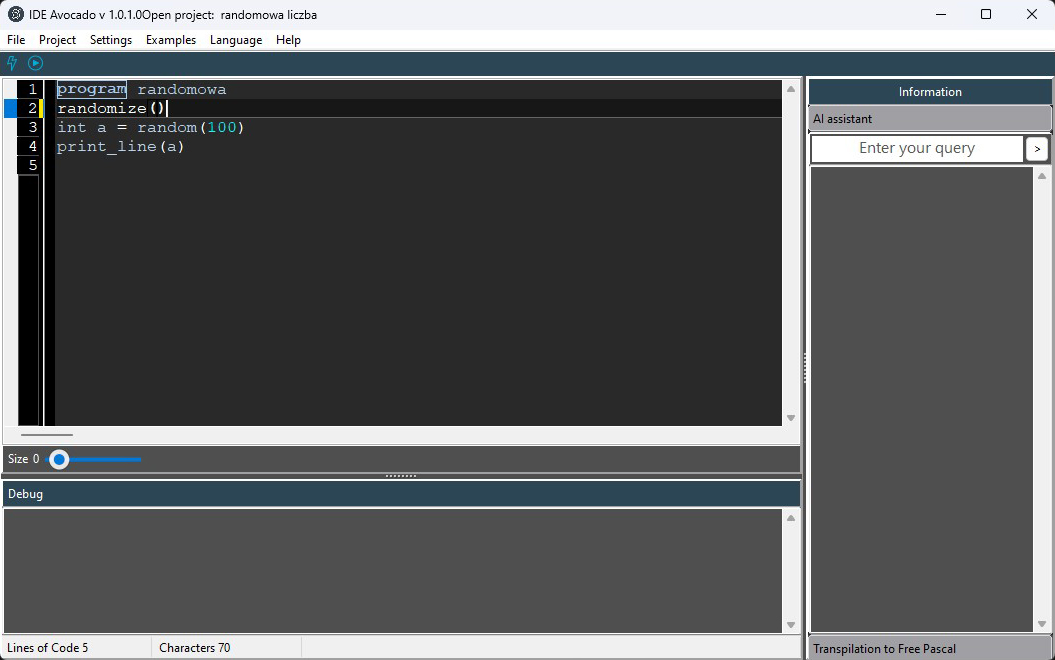 IDE Avocado v 1.0.1.0Open project: randomowa liczba
File Project Settings Examples Language Help
1 program randomowa
2 randomize()
3 int a = random(100)
4 print_line(a)
5
Size 0
Debug
Lines of Code 5 Characters 70
Information
AI assistant
Enter your query >
Transpilation to Free Pascal